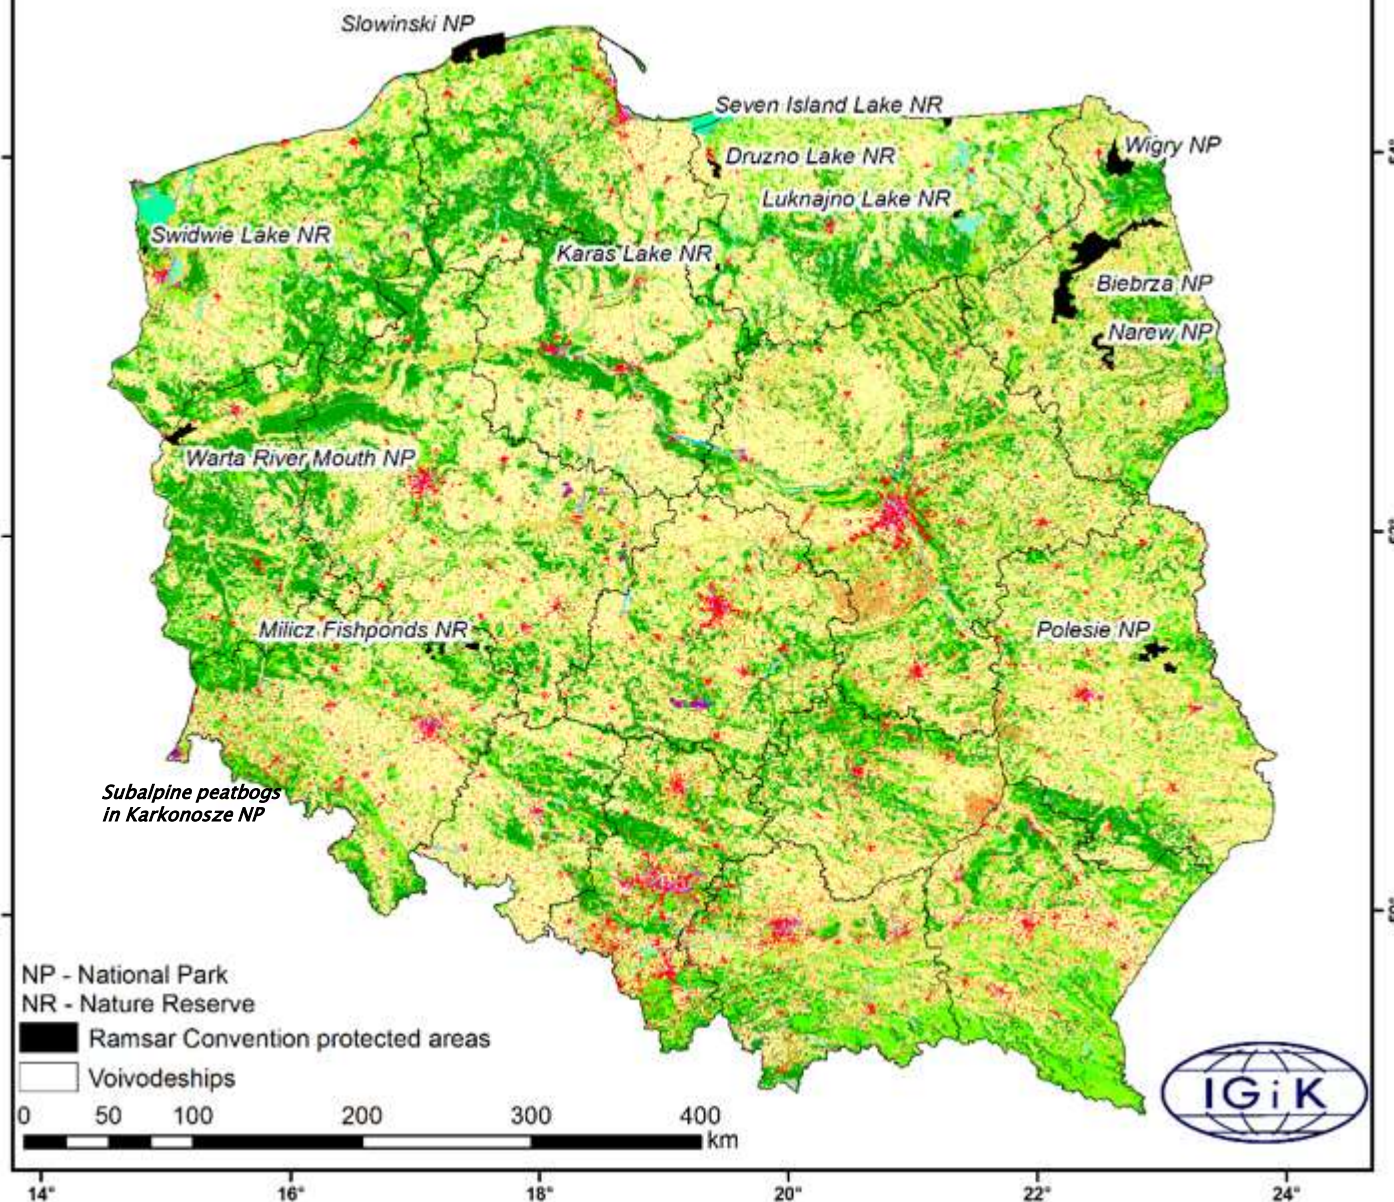 Slowinski NP
Seven Island Lake NR
Wigry NP
Druzno Lake NR
Luknajno Lake NR
Swidwie Lake NR
Karas Lake NR
Biebrza NP
Narew NP
Warta River Mouth NP
Milicz Fishponds NR
Polesie NP
Subalpine peatbogs
in Karkonosze NP
NP - National Park
NR - Nature Reserve
Ramsar Convention protected areas
Voivodeships
0 50 100 200 300 400
km
IGiK
14° 16° 18° 20° 22° 24°